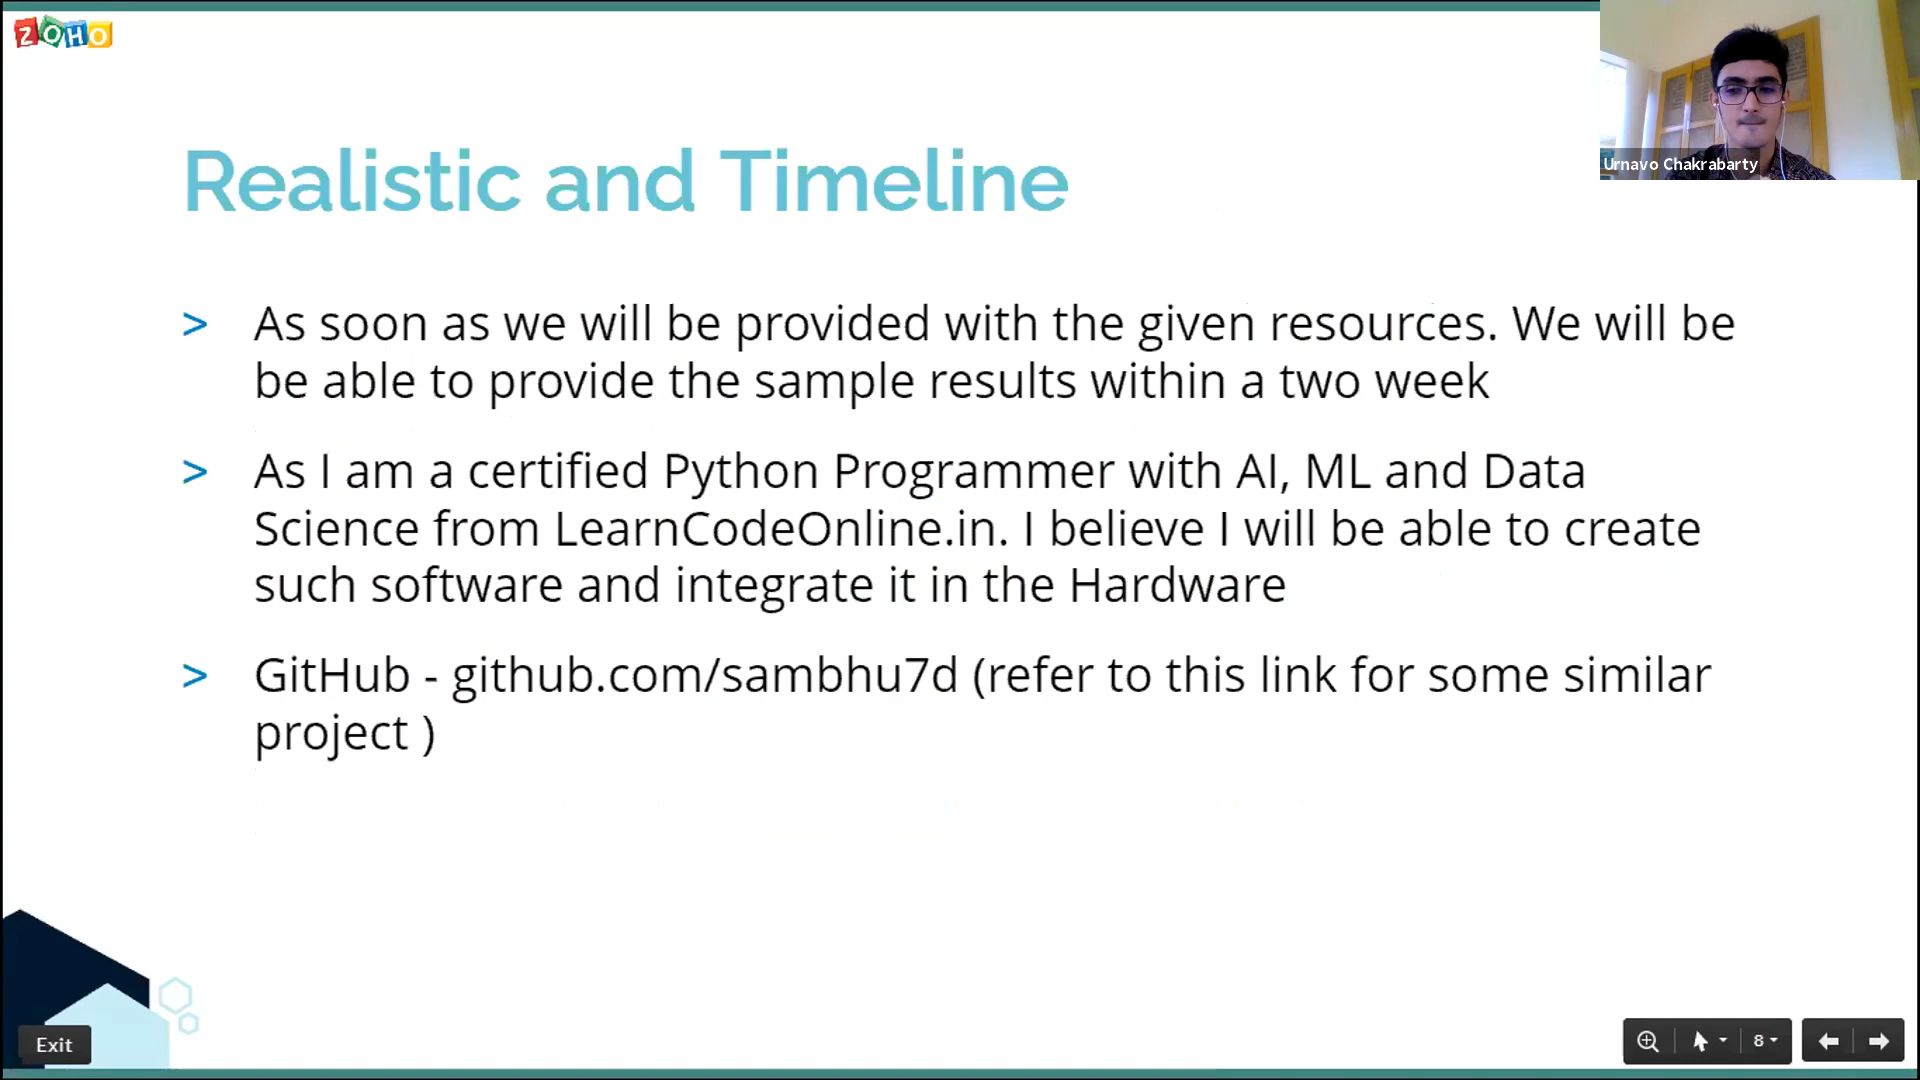 ZOHO
Urnavo Chakrabarty
Realistic and Timeline
> As soon as we will be provided with the given resources. We will be
be able to provide the sample results within a two week
> As I am a certified Python Programmer with AI, ML and Data
Science from LearnCodeOnline.in. I believe I will be able to create
such software and integrate it in the Hardware
> GitHub - github.com/sambhu7d (refer to this link for some similar
project )
Exit
8